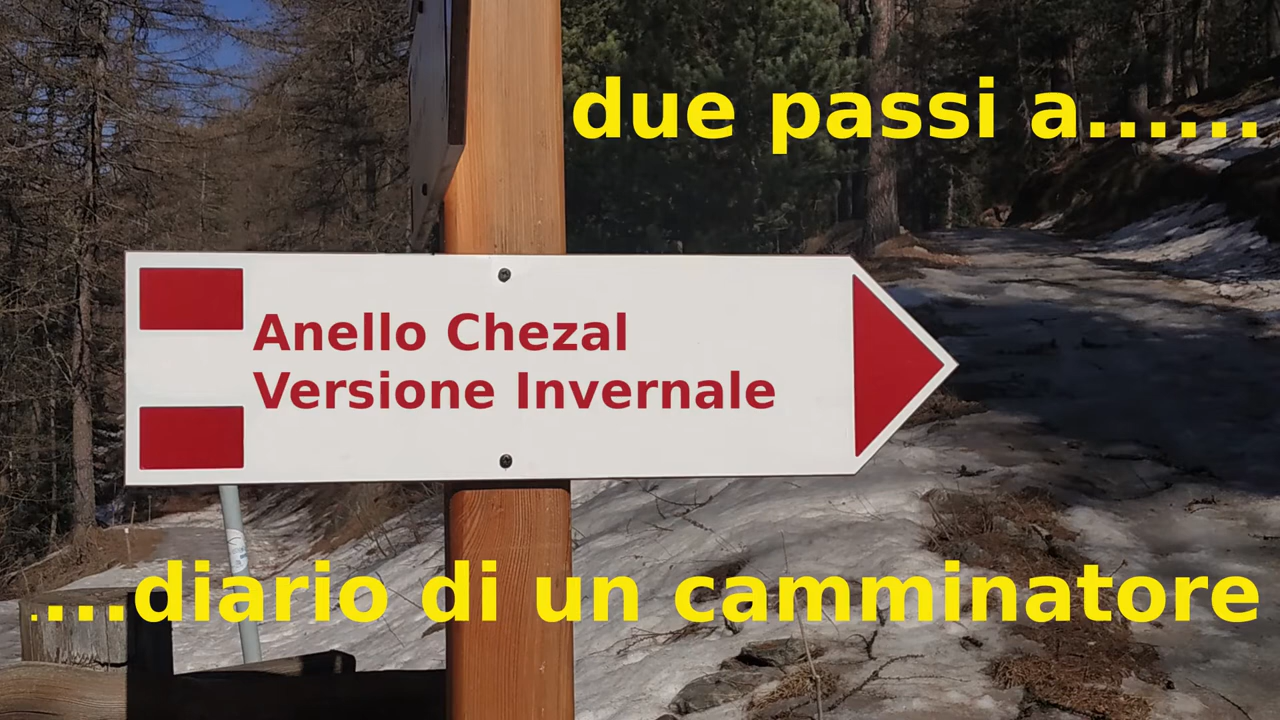 due passi a......
Anello Chezal
Versione Invernale
....diario di un camminatore